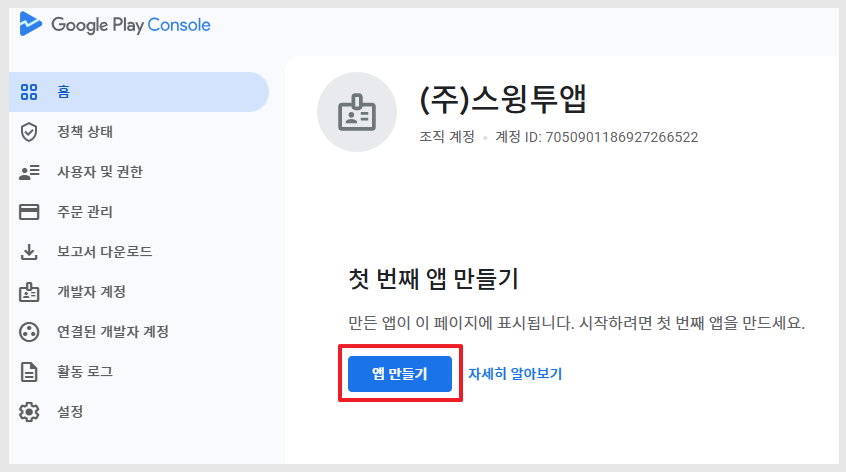 Google Play Console
홈
정책 상태
사용자 및 권한
주문 관리
보고서 다운로드
개발자 계정
연결된 개발자 계정
활동 로그
설정
(주)스윙투앱
조직 계정 • 계정 ID: 7050901186927266522
첫 번째 앱 만들기
만든 앱이 이 페이지에 표시됩니다. 시작하려면 첫 번째 앱을 만드세요.
앱 만들기 자세히 알아보기